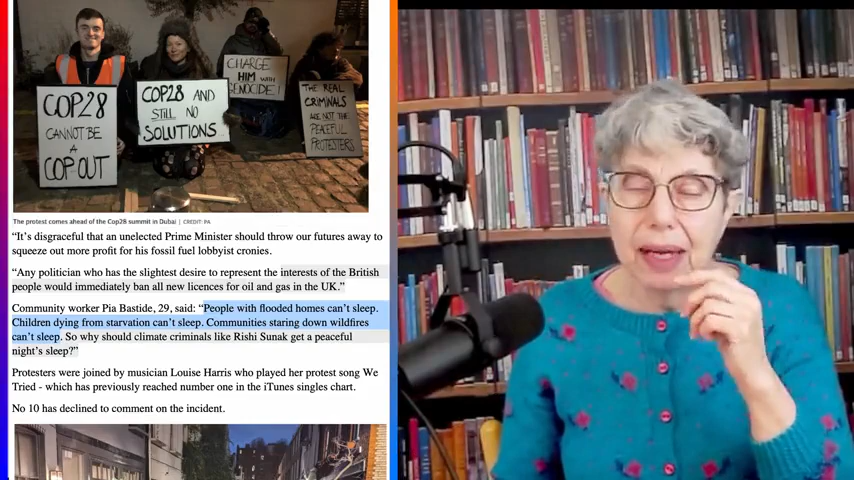 COP28
CANNOT BE
A
COP OUT
COP28 AND
STILL NO
SOLUTIONS
CHARGE
HIM WITH
GENOCIDE!
THE REAL
CRIMINALS
ARE NOT THE
PEACEFUL
PROTESTERS
The protest comes ahead of the Cop28 summit in Dubai | CREDIT: PA
“It’s disgraceful that an unelected Prime Minister should throw our futures away to
squeeze out more profit for his fossil fuel lobbyist cronies.
“Any politician who has the slightest desire to represent the interests of the British
people would immediately ban all new licences for oil and gas in the UK.”
Community worker Pia Bastide, 29, said: “People with flooded homes can’t sleep.
Children dying from starvation can’t sleep. Communities staring down wildfires
can’t sleep. So why should climate criminals like Rishi Sunak get a peaceful
night’s sleep?”
Protesters were joined by musician Louise Harris who played her protest song We
Tried - which has previously reached number one in the iTunes singles chart.
No 10 has declined to comment on the incident.